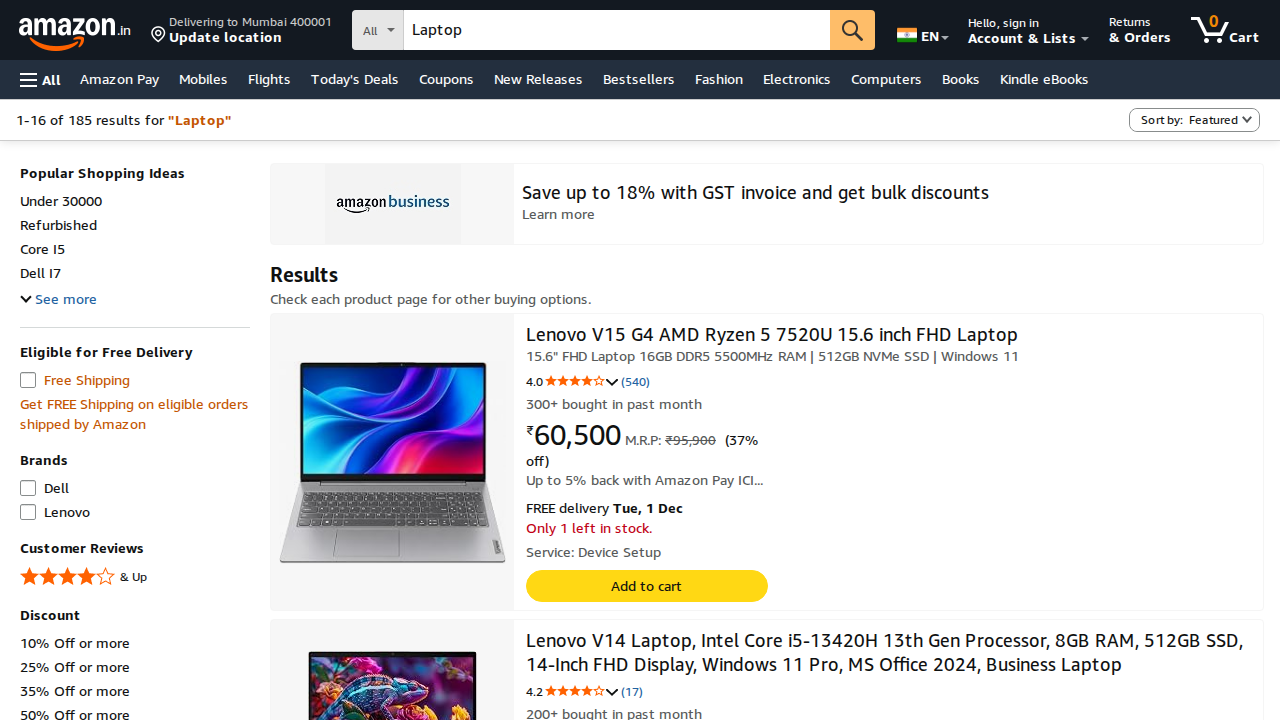 amazon.in
Delivering to Mumbai 400001
Update location
All
Laptop
EN
Hello, sign in
Account & Lists
Returns
& Orders
0
Cart
All
Amazon Pay
Mobiles
Flights
Today's Deals
Coupons
New Releases
Bestsellers
Fashion
Electronics
Computers
Books
Kindle eBooks
1-16 of 185 results for "Laptop"
Sort by: Featured
Popular Shopping Ideas
Under 30000
Refurbished
Core I5
Dell I7
See more
Eligible for Free Delivery
Free Shipping
Get FREE Shipping on eligible orders
shipped by Amazon
Brands
Dell
Lenovo
Customer Reviews
& Up
Discount
10% Off or more
25% Off or more
35% Off or more
50% Off or more
amazon business
Save up to 18% with GST invoice and get bulk discounts
Learn more
Results
Check each product page for other buying options.
Lenovo V15 G4 AMD Ryzen 5 7520U 15.6 inch FHD Laptop
15.6" FHD Laptop 16GB DDR5 5500MHz RAM | 512GB NVMe SSD | Windows 11
4.0 (540)
300+ bought in past month
₹60,500 M.R.P: ₹95,900 (37%
off)
Up to 5% back with Amazon Pay ICI...
FREE delivery Tue, 1 Dec
Only 1 left in stock.
Service: Device Setup
Add to cart
Lenovo V14 Laptop, Intel Core i5-13420H 13th Gen Processor, 8GB RAM, 512GB SSD,
14-Inch FHD Display, Windows 11 Pro, MS Office 2024, Business Laptop
4.2 (17)
200+ bought in past month